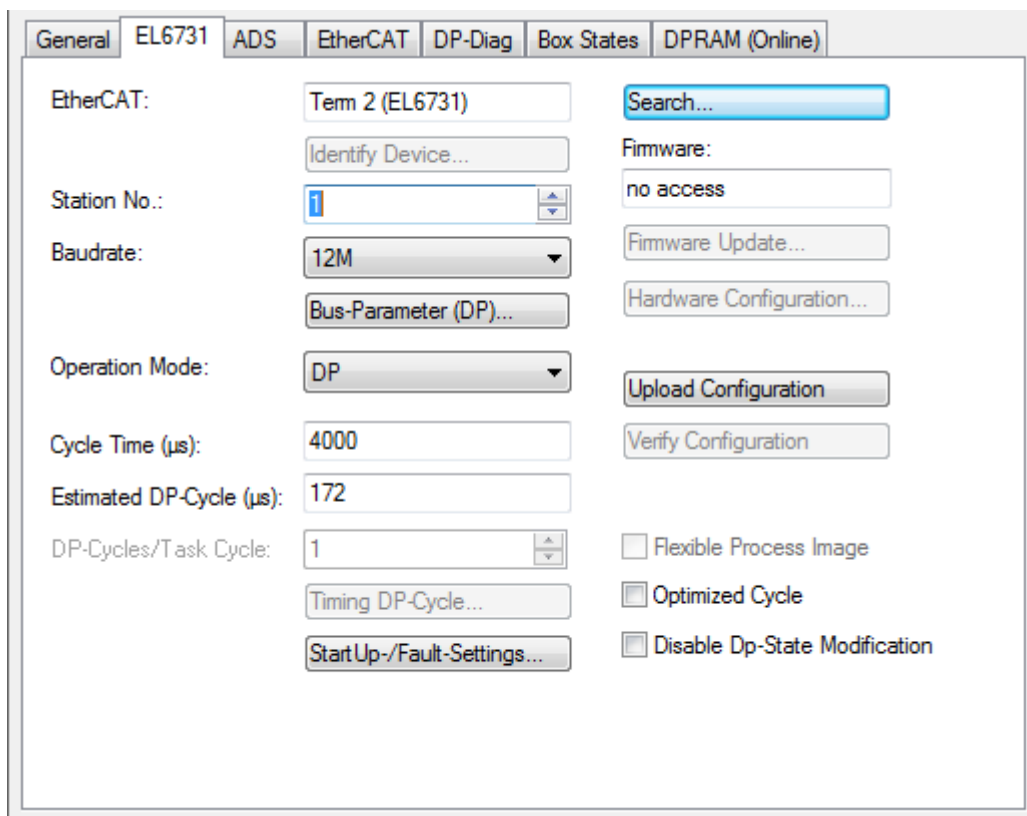 General EL6731 ADS EtherCAT DP-Diag Box States DPRAM (Online)
EtherCAT: Term 2 (EL6731) Search...
Identify Device... Firmware:
Station No.: 1 no access
Baudrate: 12M Firmware Update...
Bus-Parameter (DP)... Hardware Configuration...
Operation Mode: DP Upload Configuration
Cycle Time (µs): 4000 Verify Configuration
Estimated DP-Cycle (µs): 172
DP-Cycles/Task Cycle: 1 Flexible Process Image
Timing DP-Cycle... Optimized Cycle
StartUp-/Fault-Settings... Disable Dp-State Modification